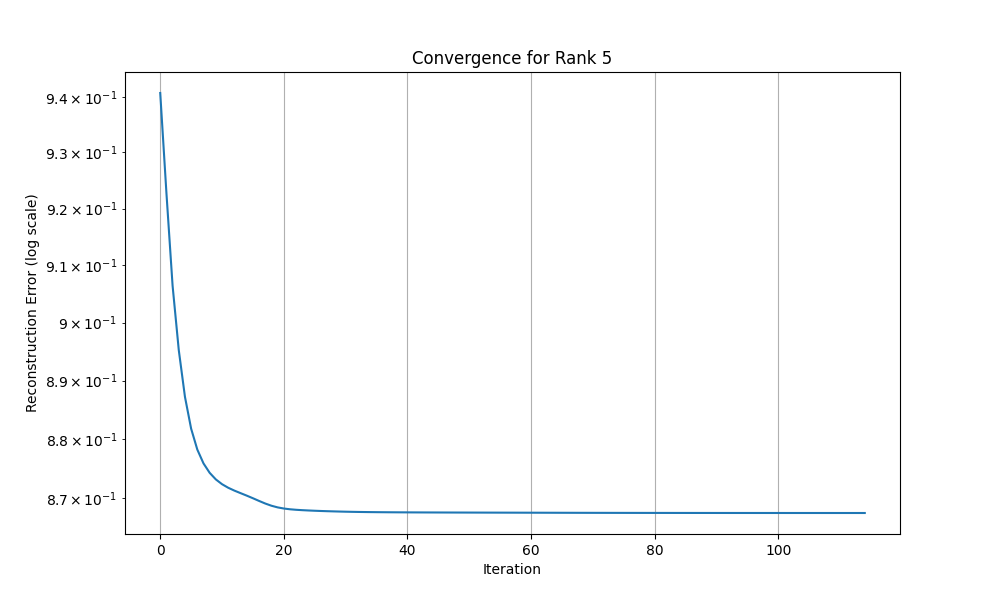 Convergence for Rank 5
Reconstruction Error (log scale)
9.4 × 10⁻¹
9.3 × 10⁻¹
9.2 × 10⁻¹
9.1 × 10⁻¹
9 × 10⁻¹
8.9 × 10⁻¹
8.8 × 10⁻¹
8.7 × 10⁻¹
0 20 40 60 80 100
Iteration